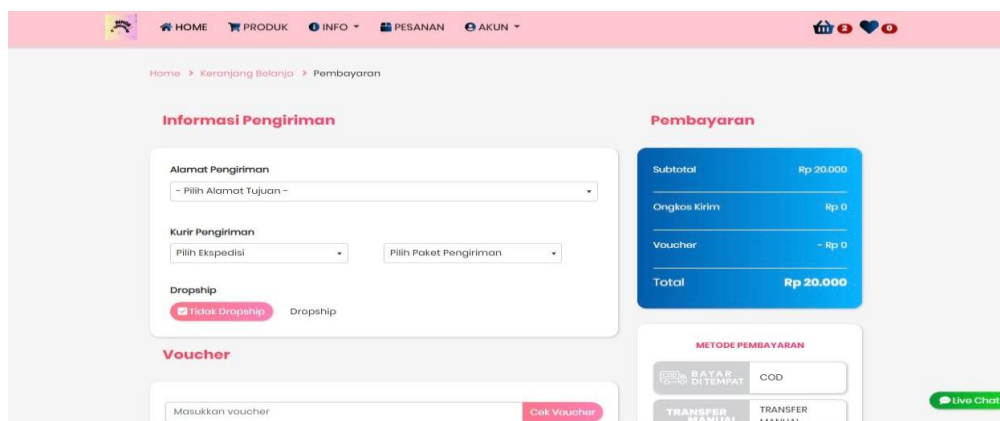 HOME PRODUK INFO PESANAN AKUN 2 0
Home > Keranjang Belanja > Pembayaran
Informasi Pengiriman
Alamat Pengiriman
- Pilih Alamat Tujuan -
Kurir Pengiriman
Pilih Ekspedisi Pilih Paket Pengiriman
Dropship
Tidak Dropship Dropship
Voucher
Masukkan voucher Cek Voucher
Pembayaran
Subtotal Rp 20.000
Ongkos Kirim Rp 0
Voucher - Rp 0
Total Rp 20.000
METODE PEMBAYARAN
BAYAR
DI TEMPAT
COD
TRANSFER
MANUAL
TRANSFER
MANUAL
Live Chat